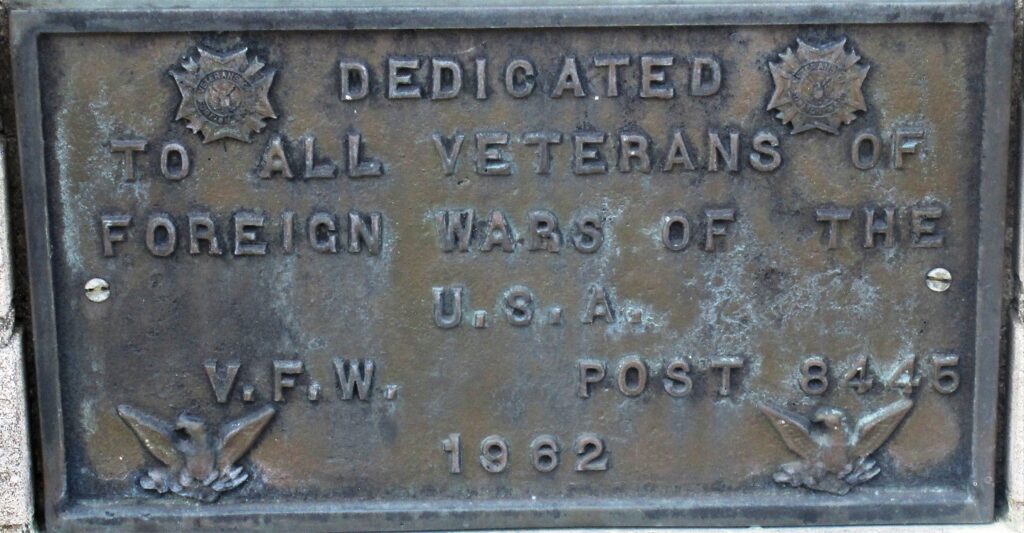 DEDICATED
TO ALL VETERANS OF
FOREIGN WARS OF THE
U.S.A.
V.F.W. POST 8445
1962